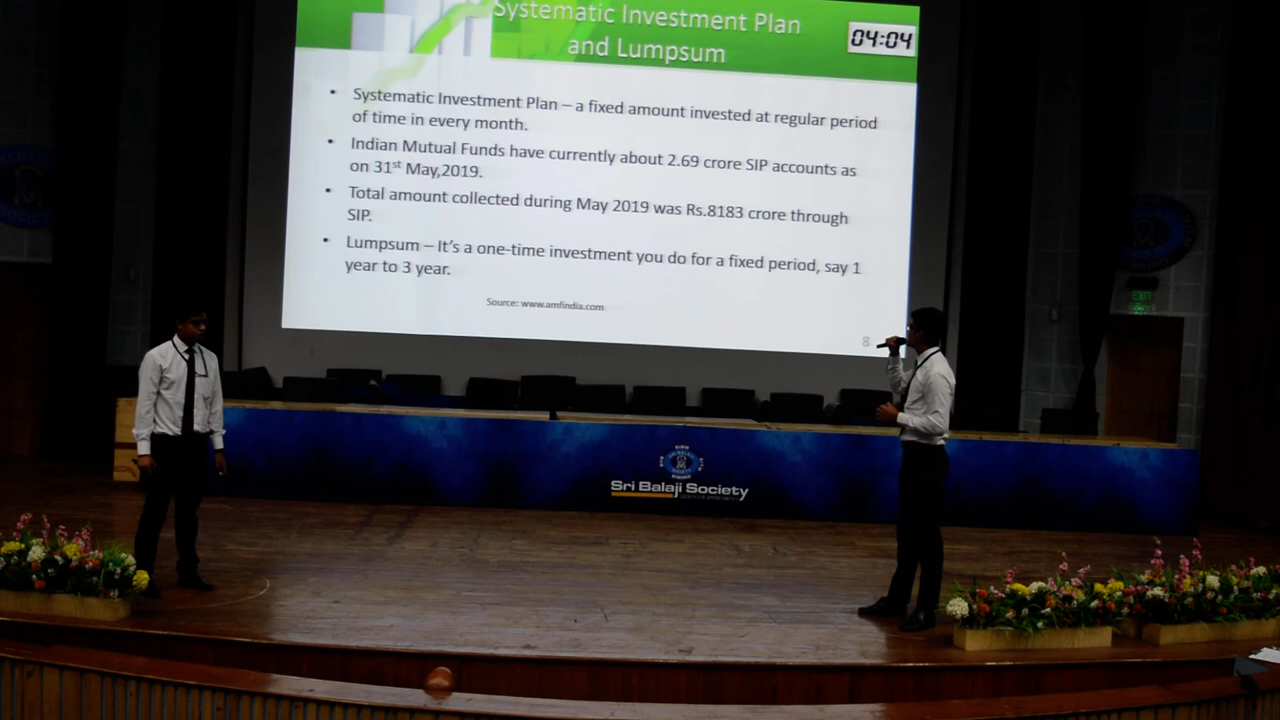 Systematic Investment Plan
and Lumpsum
04:04
• Systematic Investment Plan – a fixed amount invested at regular period
of time in every month.
• Indian Mutual Funds have currently about 2.69 crore SIP accounts as
on 31st May,2019.
• Total amount collected during May 2019 was Rs.8183 crore through
SIP.
• Lumpsum – It's a one-time investment you do for a fixed period, say 1
year to 3 year.
Source: www.amfindia.com
8
EXIT
Sri Balaji Society